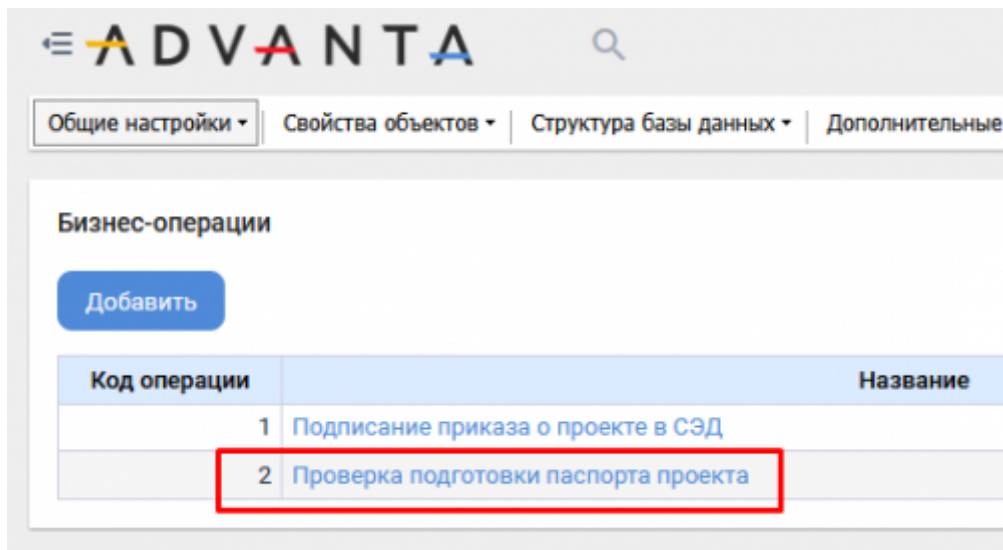 ADVANTA
Общие настройки Свойства объектов Структура базы данных Дополнительные
Бизнес-операции
Добавить
Код операции Название
1 Подписание приказа о проекте в СЭД
2 Проверка подготовки паспорта проекта